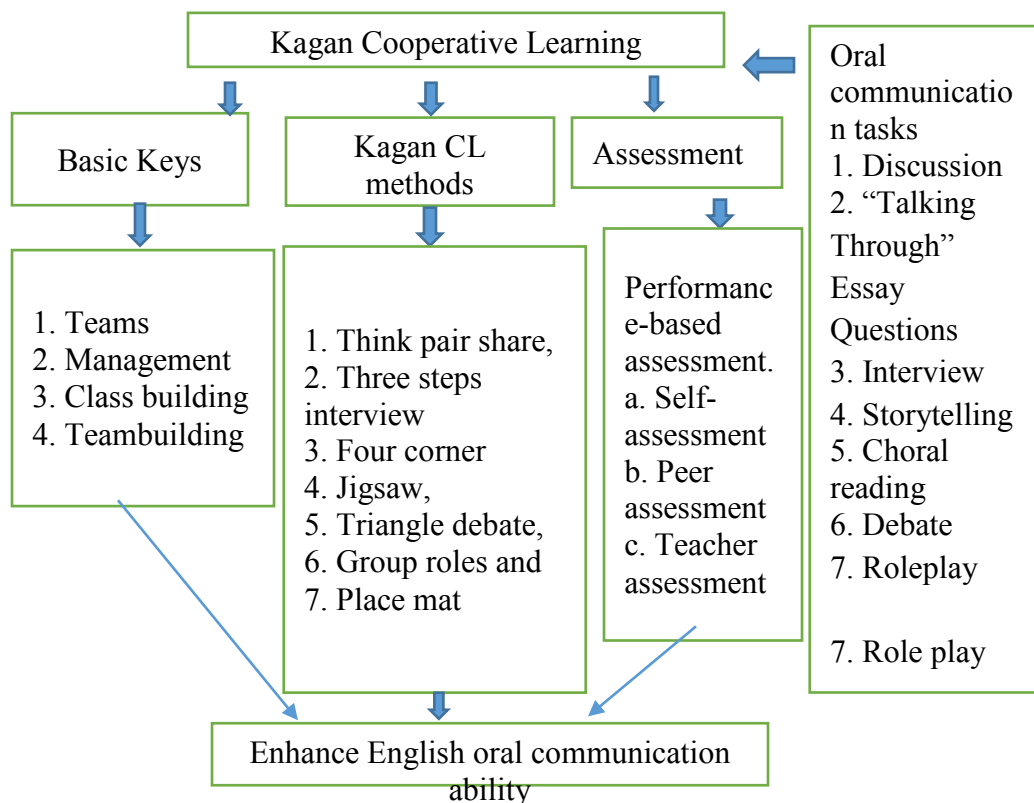 Kagan Cooperative Learning
Basic Keys
Kagan CL
methods
Assessment
1. Teams
2. Management
3. Class building
4. Teambuilding
1. Think pair share,
2. Three steps
interview
3. Four corner
4. Jigsaw,
5. Triangle debate,
6. Group roles and
7. Place mat
Performanc
e-based
assessment.
a. Self-
assessment
b. Peer
assessment
c. Teacher
assessment
Oral
communicatio
n tasks
1. Discussion
2. “Talking
Through”
Essay
Questions
3. Interview
4. Storytelling
5. Choral
reading
6. Debate
7. Roleplay
7. Role play
Enhance English oral communication
ability